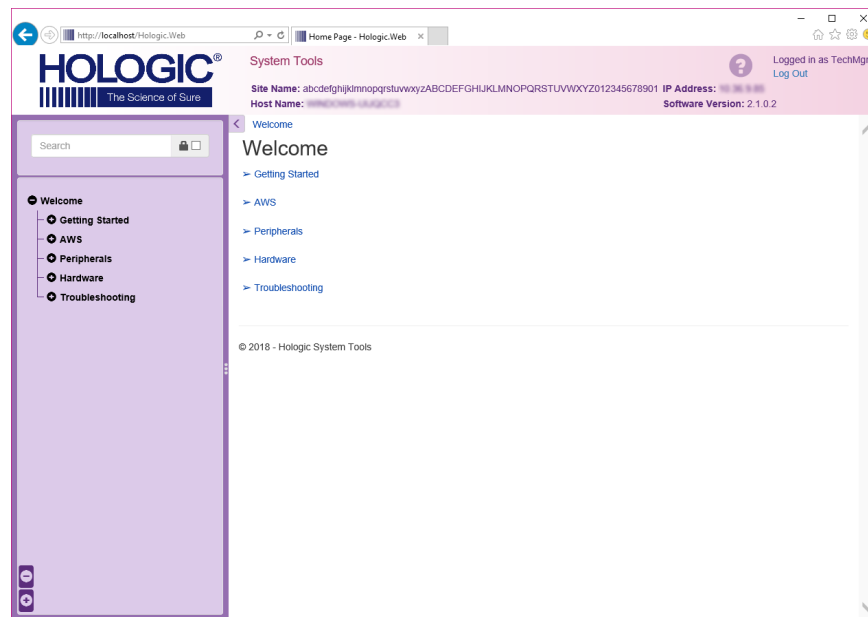 http://localhost/Hologic.Web
Home Page - Hologic.Web
HOLOGIC®
The Science of Sure
System Tools
Logged in as TechMgr
Log Out
Site Name: abcdefghijklmnopqrstuvwxyzABCDEFGHIJKLMNOPQRSTUVWXYZ012345678901 IP Address:
Host Name:
Software Version: 2.1.0.2
Search
Welcome
Getting Started
AWS
Peripherals
Hardware
Troubleshooting
Welcome
Welcome
➢ Getting Started
➢ AWS
➢ Peripherals
➢ Hardware
➢ Troubleshooting
© 2018 - Hologic System Tools